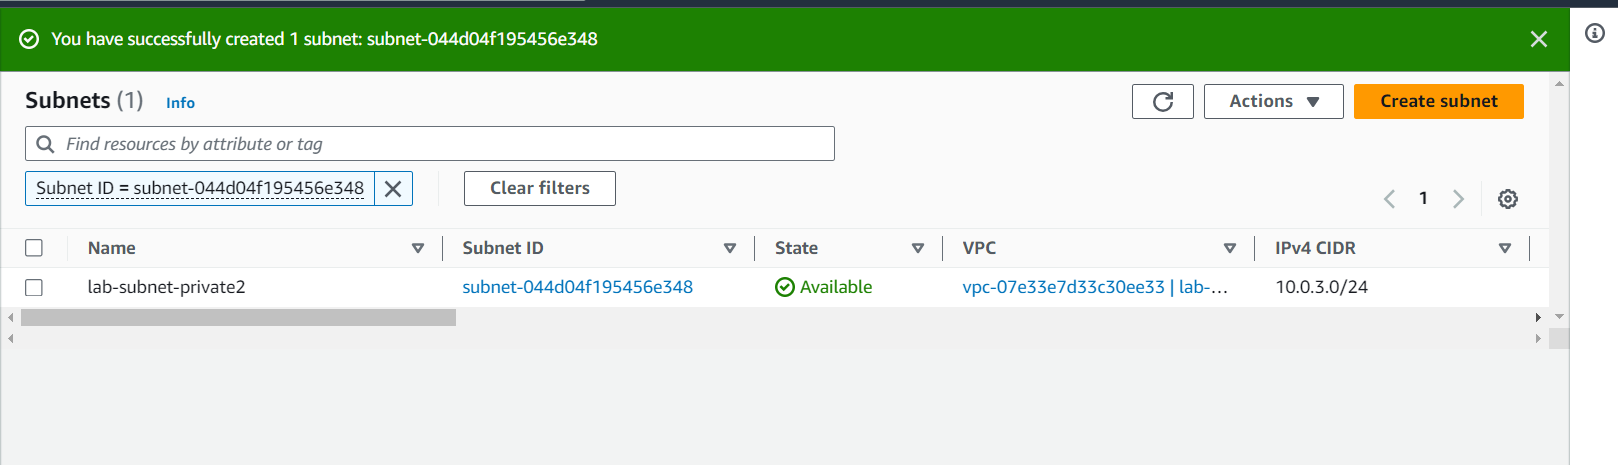 You have successfully created 1 subnet: subnet-044d04f195456e348
Subnets (1) Info
Actions
Create subnet
Find resources by attribute or tag
Subnet ID = subnet-044d04f195456e348
Clear filters
1
Name Subnet ID State VPC IPv4 CIDR
lab-subnet-private2 subnet-044d04f195456e348 Available vpc-07e33e7d33c30ee33 | lab-... 10.0.3.0/24